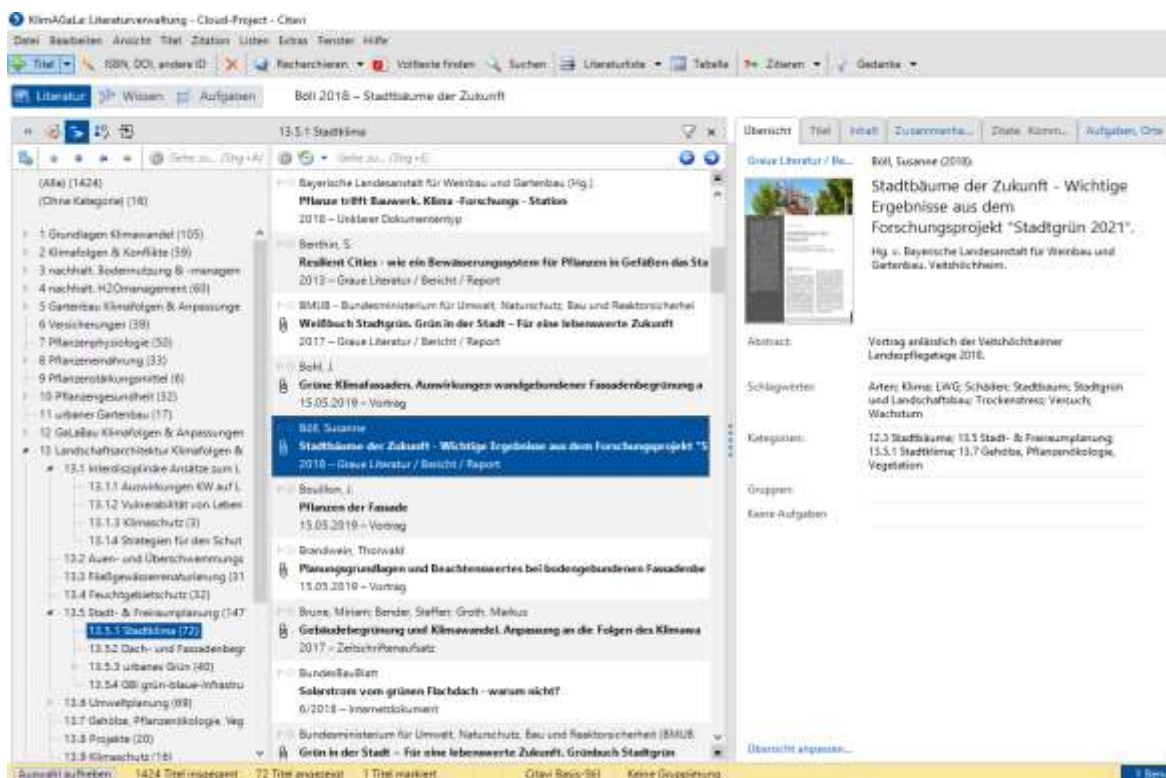 KlimAGaLa: Literaturverwaltung - Cloud-Project - Citavi
Datei Bearbeiten Ansicht Titel Zitation Listen Extras Fenster Hilfe
Titel ISBN, DOI, andere ID Recherchieren Volltexte finden Suchen Literaturliste Tabelle Zitieren Gedanke
Literatur Wissen Aufgaben Böll 2018 – Stadtbäume der Zukunft
13.5.1 Stadtklima
(Alle) (1424)
(Ohne Kategorie) (16)
1 Grundlagen Klimawandel (105)
2 Klimafolgen & Konflikte (59)
3 nachhalt. Bodennutzung & -managem
4 nachhalt. H2Omanagement (60)
5 Gartenbau Klimafolgen & Anpassunge
6 Versicherungen (39)
7 Pflanzenphysiologie (50)
8 Pflanzenernährung (33)
9 Pflanzenstärkungsmittel (6)
10 Pflanzengesundheit (32)
11 urbaner Gartenbau (17)
12 GaLaBau Klimafolgen & Anpassungen
13 Landschaftsarchitektur Klimafolgen &
13.1 Interdisziplinäre Ansätze zum L
13.1.1 Auswirkungen KW auf L
13.1.2 Vulnerabilität von Leben
13.1.3 Klimaschutz (3)
13.1.4 Strategien für den Schut
13.2 Auen- und Überschwemmungs
13.3 Fließgewässerrenaturierung (31
13.4 Feuchtgebietschutz (32)
13.5 Stadt- & Freiraumplanung (147
13.5.1 Stadtklima (72)
13.5.2 Dach- und Fassadenbegr
13.5.3 urbanes Grün (40)
13.5.4 GBI grün-blaue-Infrastru
13.6 Umweltplanung (69)
13.7 Gehölze, Pflanzenökologie, Veg
13.8 Projekte (20)
13.9 Klimaschutz (16)
Bayerische Landesanstalt für Weinbau und Gartenbau (Hg.)
Pflanze trifft Bauwerk. Klima -Forschungs - Station
2018 – Unklarer Dokumententyp
Benthin, S.
Resilient Cities - wie ein Bewässerungssystem für Pflanzen in Gefäßen das Sta
2013 – Graue Literatur / Bericht / Report
BMUB – Bundesministerium für Umwelt, Naturschutz, Bau und Reaktorsicherhei
Weißbuch Stadtgrün. Grün in der Stadt – Für eine lebenswerte Zukunft
2017 – Graue Literatur / Bericht / Report
Bohl, J.
Grüne Klimafassaden. Auswirkungen wandgebundener Fassadenbegrünung a
15.05.2019 – Vortrag
Böll, Susanne
Stadtbäume der Zukunft - Wichtige Ergebnisse aus dem Forschungsprojekt "S
2018 – Graue Literatur / Bericht / Report
Bouillon, J.
Pflanzen der Fassade
15.05.2019 – Vortrag
Brandwein, Thorwald
Planungsgrundlagen und Beachtenswertes bei bodengebundenen Fassadenbe
15.05.2019 – Vortrag
Brune, Miriam; Bender, Steffen; Groth, Markus
Gebäudebegrünung und Klimawandel. Anpassung an die Folgen des Klimawa
2017 – Zeitschriftenaufsatz
BundesBauBlatt
Solarstrom vom grünen Flachdach - warum nicht?
6/2018 – Internetdokument
Bundesministerium für Umwelt, Naturschutz, Bau und Reaktorsicherheit (BMUB
Grün in der Stadt – Für eine lebenswerte Zukunft. Grünbuch Stadtgrün
Übersicht Titel Inhalt Zusammenha... Zitate, Komm... Aufgaben, Orte
Graue Literatur / Be...
Böll, Susanne (2018):
Stadtbäume der Zukunft - Wichtige
Ergebnisse aus dem
Forschungsprojekt "Stadtgrün 2021".
Hg. v. Bayerische Landesanstalt für Weinbau und
Gartenbau. Veitshöchheim.
Abstract: Vortrag anlässlich der Veitshöchheimer
Landespflegetage 2018.
Schlagwörter: Arten; Klima; LWG; Schäden; Stadtbaum; Stadtgrün
und Landschaftsbau; Trockenstress; Versuch;
Wachstum
Kategorien: 12.3 Stadtbäume; 13.5 Stadt- & Freiraumplanung;
13.5.1 Stadtklima; 13.7 Gehölze, Pflanzenökologie,
Vegetation
Gruppen:
Keine Aufgaben
Übersicht anpassen...
Auswahl aufheben 1424 Titel insgesamt 72 Titel angezeigt 1 Titel markiert Citavi Basis-Stil Keine Gruppierung